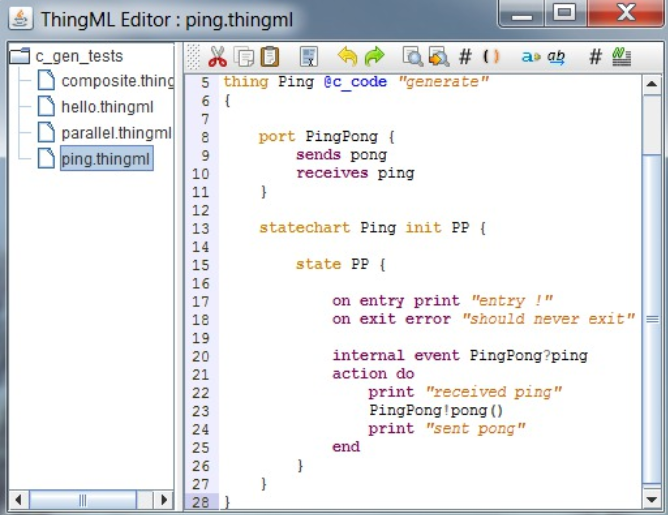 ThingML Editor : ping.thingml
c_gen_tests
composite.thing
hello.thingml
parallel.thingml
ping.thingml
# () a» ab #
5 thing Ping @c_code "generate"
6 {
7
8 port PingPong {
9 sends pong
10 receives ping
11 }
12
13 statechart Ping init PP {
14
15 state PP {
16
17 on entry print "entry !"
18 on exit error "should never exit"
19
20 internal event PingPong?ping
21 action do
22 print "received ping"
23 PingPong!pong()
24 print "sent pong"
25 end
26 }
27 }
28 }